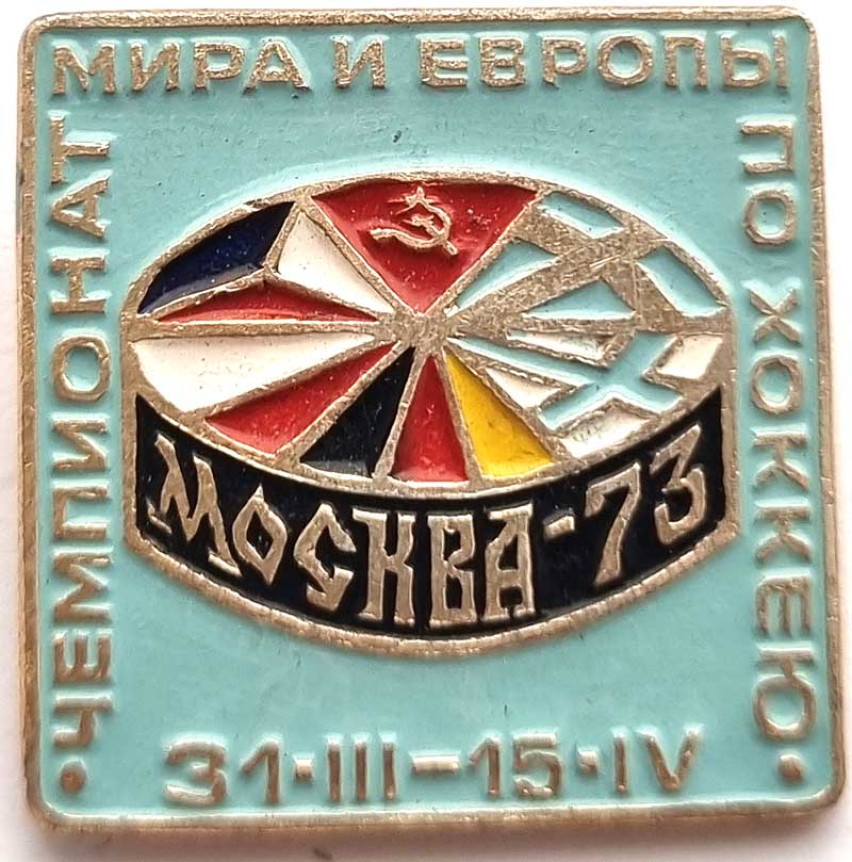 •ЧЕМПИОНАТ
МИРА И ЕВРОПЫ
ПО ХОККЕЮ•
МОСКВА-73
31•III–15•IV